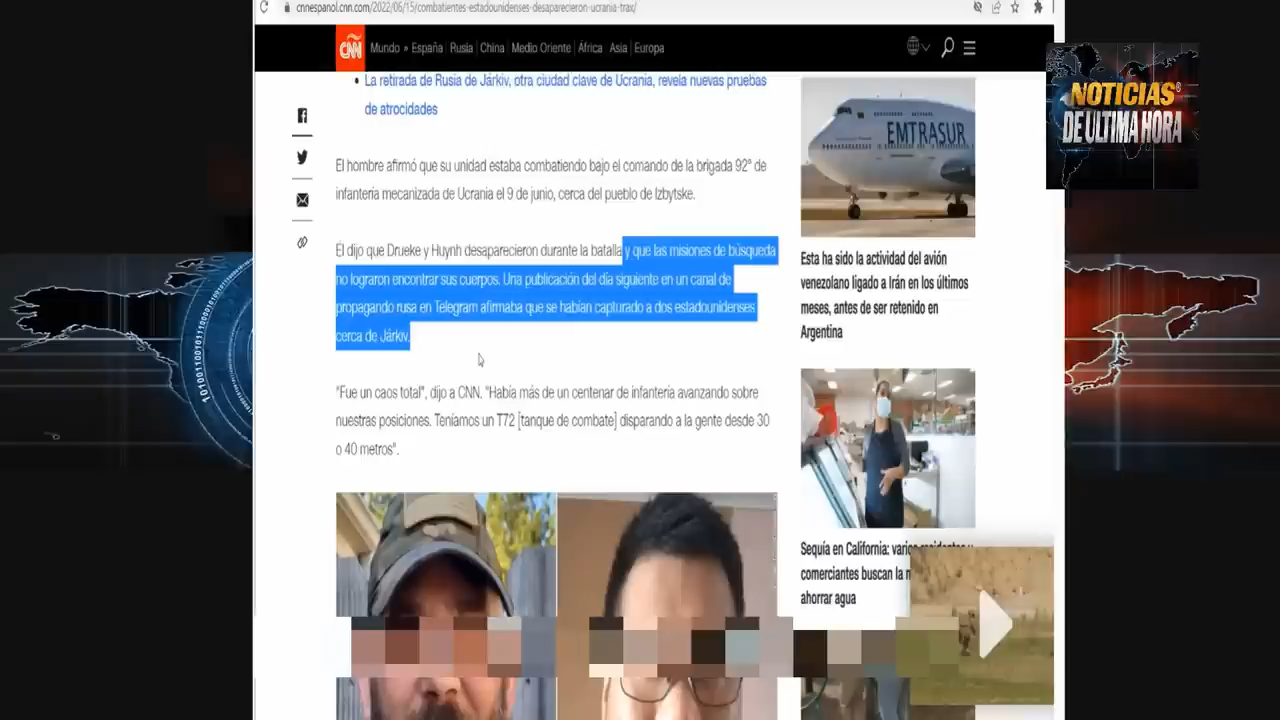 cnnespanol.cnn.com/2022/06/15/combatientes-estadounidenses-desaparecieron-ucrania-trax/
CNÑ
Mundo » España | Rusia | China | Medio Oriente | África Asia | Europa
La retirada de Rusia de Járkiv, otra ciudad clave de Ucrania, revela nuevas pruebas
de atrocidades
El hombre afirmó que su unidad estaba combatiendo bajo el comando de la brigada 92° de
infantería mecanizada de Ucrania el 9 de junio, cerca del pueblo de Izbytske.
Él dijo que Drueke y Huynh desaparecieron durante la batalla y que las misiones de búsqueda
no lograron encontrar sus cuerpos. Una publicación del día siguiente en un canal de
propagando rusa en Telegram afirmaba que se habían capturado a dos estadounidenses
cerca de Járkiv.
"Fue un caos total", dijo a CNN. "Había más de un centenar de infantería avanzando sobre
nuestras posiciones. Teníamos un T72 [tanque de combate] disparando a la gente desde 30
o 40 metros".
EMTRASUR
Esta ha sido la actividad del avión
venezolano ligado a Irán en los últimos
meses, antes de ser retenido en
Argentina
Sequía en California: varios residentes y
comerciantes buscan la
ahorrar agua
NOTICIAS®
DE ÚLTIMA HORA